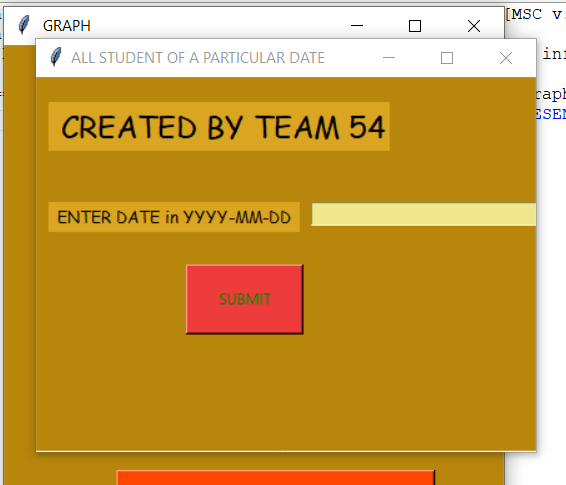 GRAPH
[MSC v.
ALL STUDENT OF A PARTICULAR DATE
CREATED BY TEAM 54
ENTER DATE in YYYY-MM-DD
SUBMIT